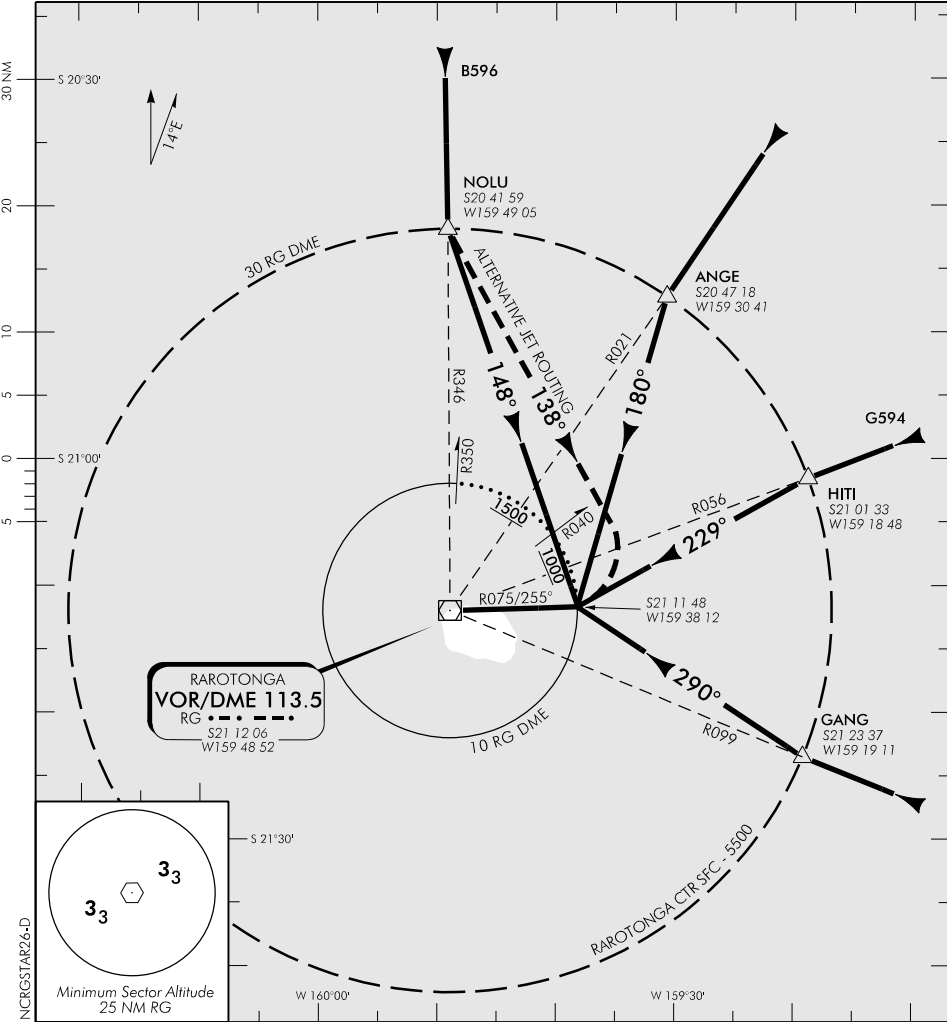 B596
30 NM
S 20°30'
14°E
NOLU
S20 41 59
W159 49 05
20
30 RG DME
ALTERNATIVE JET ROUTING
ANGE
S20 47 18
W159 30 41
10
R021
R346
148°
138°
180°
5
G594
R350
0
S 21°00'
HITI
S21 01 33
W159 18 48
R056
1500
R040
229°
5
1000
R075/255°
S21 11 48
W159 38 12
RAROTONGA
VOR/DME 113.5
RG
S21 12 06
W159 48 52
290°
R099
GANG
S21 23 37
W159 19 11
10 RG DME
S 21°30'
RAROTONGA CTR SFC - 5500
33
33
Minimum Sector Altitude
25 NM RG
W 160°00'
W 159°30'
NCRGSTAR26-D